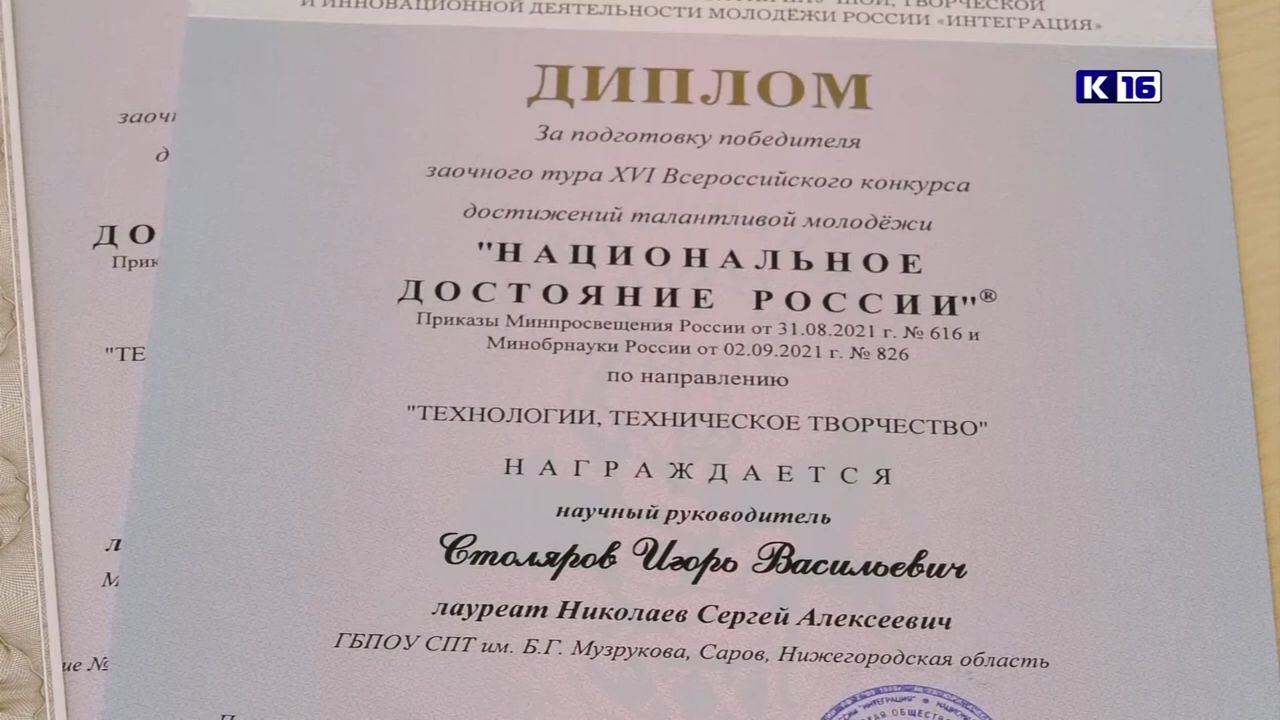 И ИННОВАЦИОННОЙ ДЕЯТЕЛЬНОСТИ МОЛОДЁЖИ РОССИИ «ИНТЕГРАЦИЯ»
К 16
ДИПЛОМ
За подготовку победителя
заочного тура XVI Всероссийского конкурса
достижений талантливой молодёжи
"НАЦИОНАЛЬНОЕ
ДОСТОЯНИЕ РОССИИ"®
Приказы Минпросвещения России от 31.08.2021 г. № 616 и
Минобрнауки России от 02.09.2021 г. № 826
по направлению
"ТЕХНОЛОГИИ, ТЕХНИЧЕСКОЕ ТВОРЧЕСТВО"
НАГРАЖДАЕТСЯ
научный руководитель
Столяров Игорь Васильевич
лауреат Николаев Сергей Алексеевич
ГБПОУ СПТ им. Б.Г. Музрукова, Саров, Нижегородская область